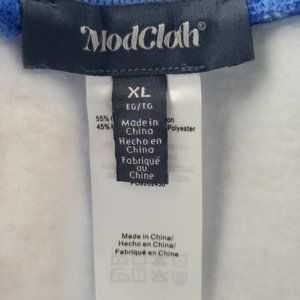 ModCloth®
XL
EG/TG
Made in
China
Hecho en
China
Fabriqué
au
Chine
55%
on
45%
Polyester
Made in China/
Hecho en China/
Fabriqué en Chine